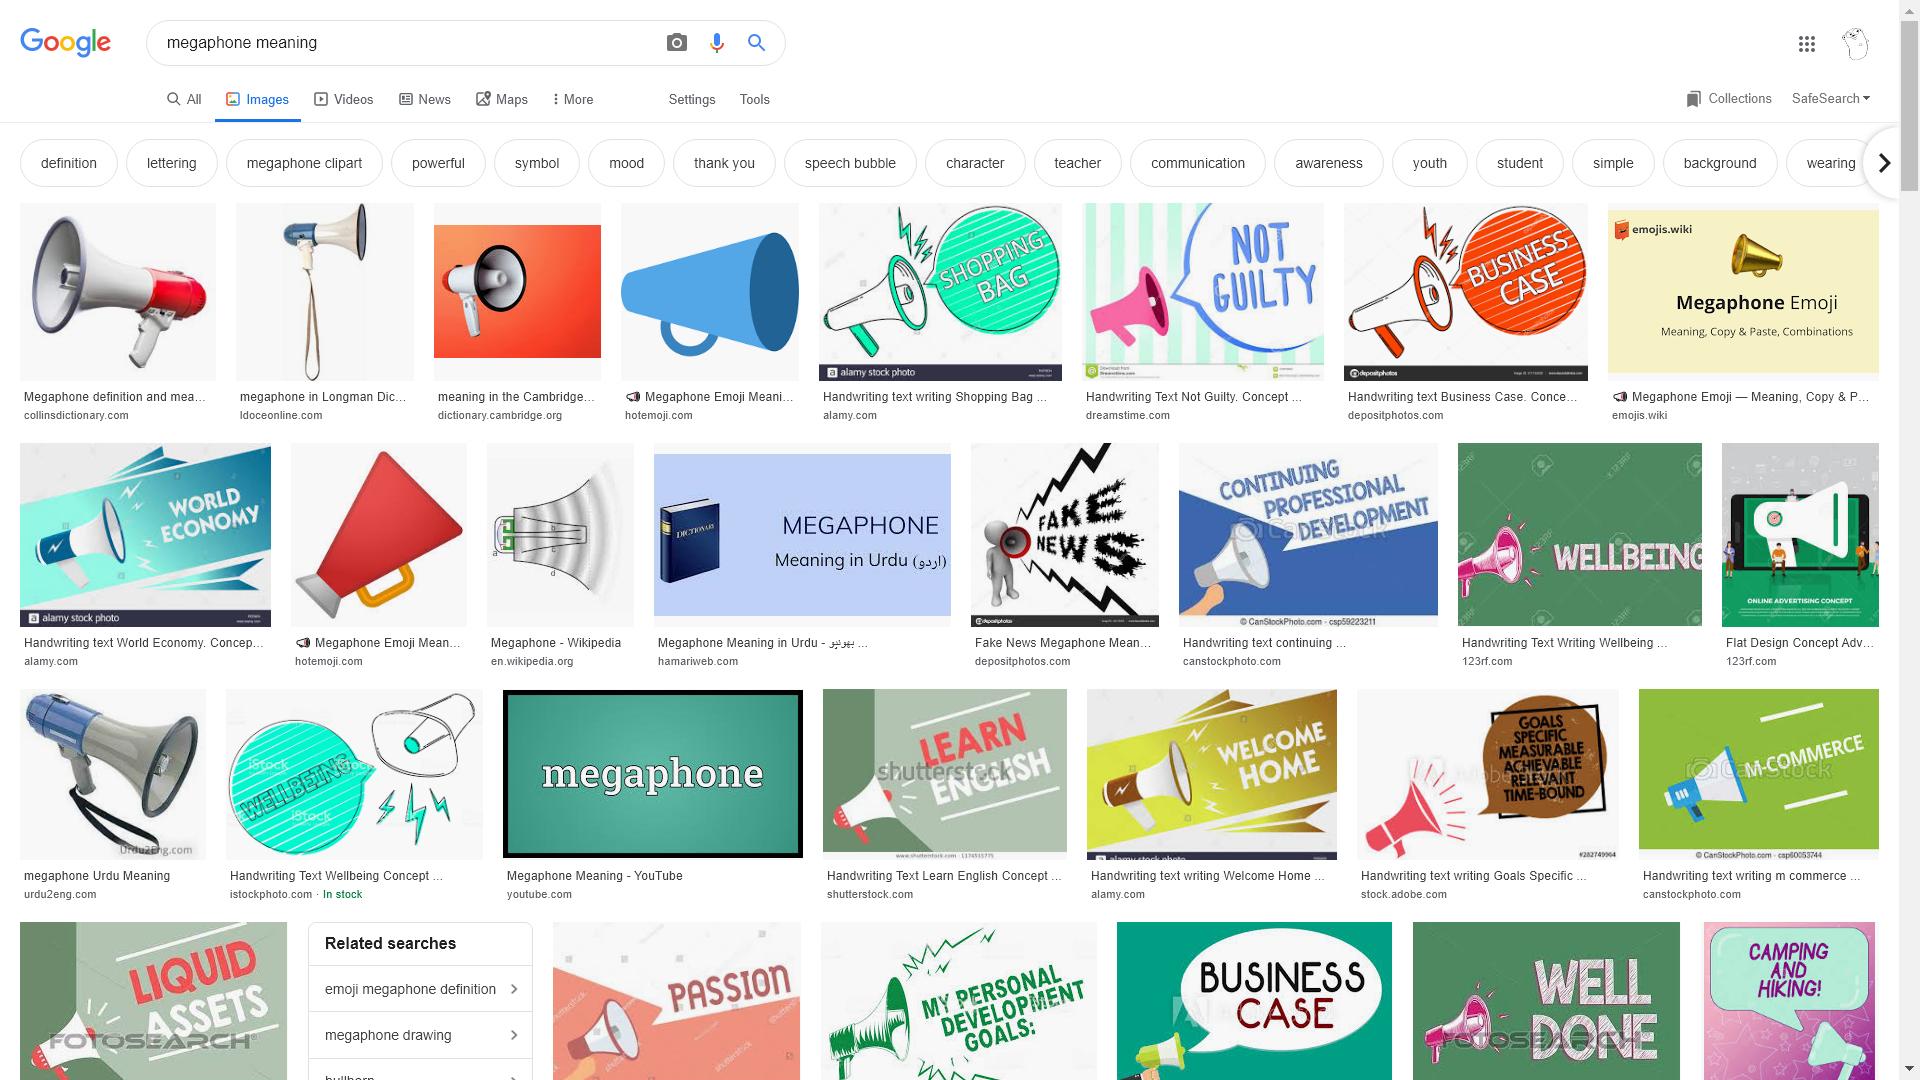 Google
megaphone meaning
All
Images
Videos
News
Maps
More
Settings
Tools
Collections
SafeSearch
definition
lettering
megaphone clipart
powerful
symbol
mood
thank you
speech bubble
character
teacher
communication
awareness
youth
student
simple
background
wearing
SHOPPING
BAG
a alamy stock photo
NOT
GUILTY
BUSINESS
CASE
depositphotos
emojis.wiki
Megaphone Emoji
Meaning, Copy & Paste, Combinations
Megaphone definition and mea...
collinsdictionary.com
megaphone in Longman Dic...
ldoceonline.com
meaning in the Cambridge...
dictionary.cambridge.org
Megaphone Emoji Meani...
hotemoji.com
Handwriting text writing Shopping Bag ...
alamy.com
Handwriting Text Not Guilty. Concept ...
dreamstime.com
Handwriting text Business Case. Conce...
depositphotos.com
Megaphone Emoji — Meaning, Copy & P...
emojis.wiki
WORLD
ECONOMY
a alamy stock photo
a
b
c
d
DICTIONARY
MEGAPHONE
Meaning in Urdu (اردو)
FAKE
NEWS
depositphotos
CONTINUING
PROFESSIONAL
DEVELOPMENT
CanStock
© CanStockPhoto.com - csp59223211
WELLBEING
ONLINE ADVERTISING CONCEPT
Handwriting text World Economy. Concep...
alamy.com
Megaphone Emoji Mean...
hotemoji.com
Megaphone - Wikipedia
en.wikipedia.org
Megaphone Meaning in Urdu - بھونپو ...
hamariweb.com
Fake News Megaphone Mean...
depositphotos.com
Handwriting text continuing ...
canstockphoto.com
Handwriting Text Writing Wellbeing ...
123rf.com
Flat Design Concept Adv...
123rf.com
Urdu2Eng.com
WELLBEING
iStock
iStock
megaphone
LEARN
ENGLISH
shutterstock
www.shutterstock.com · 1174515775
WELCOME
HOME
a alamy stock photo
GOALS
SPECIFIC
MEASURABLE
ACHIEVABLE
RELEVANT
TIME-BOUND
#282749964
M-COMMERCE
CanStock
© CanStockPhoto.com - csp60053744
megaphone Urdu Meaning
urdu2eng.com
Handwriting Text Wellbeing Concept ...
istockphoto.com · In stock
Megaphone Meaning - YouTube
youtube.com
Handwriting Text Learn English Concept ...
shutterstock.com
Handwriting text writing Welcome Home ...
alamy.com
Handwriting text writing Goals Specific ...
stock.adobe.com
Handwriting text writing m commerce ...
canstockphoto.com
LIQUID
ASSETS
FOTOSEARCH
Related searches
emoji megaphone definition
megaphone drawing
bullhorn
PASSION
MY PERSONAL
DEVELOPMENT
GOALS:
BUSINESS
CASE
WELL
DONE
FOTOSEARCH
CAMPING
AND
HIKING!